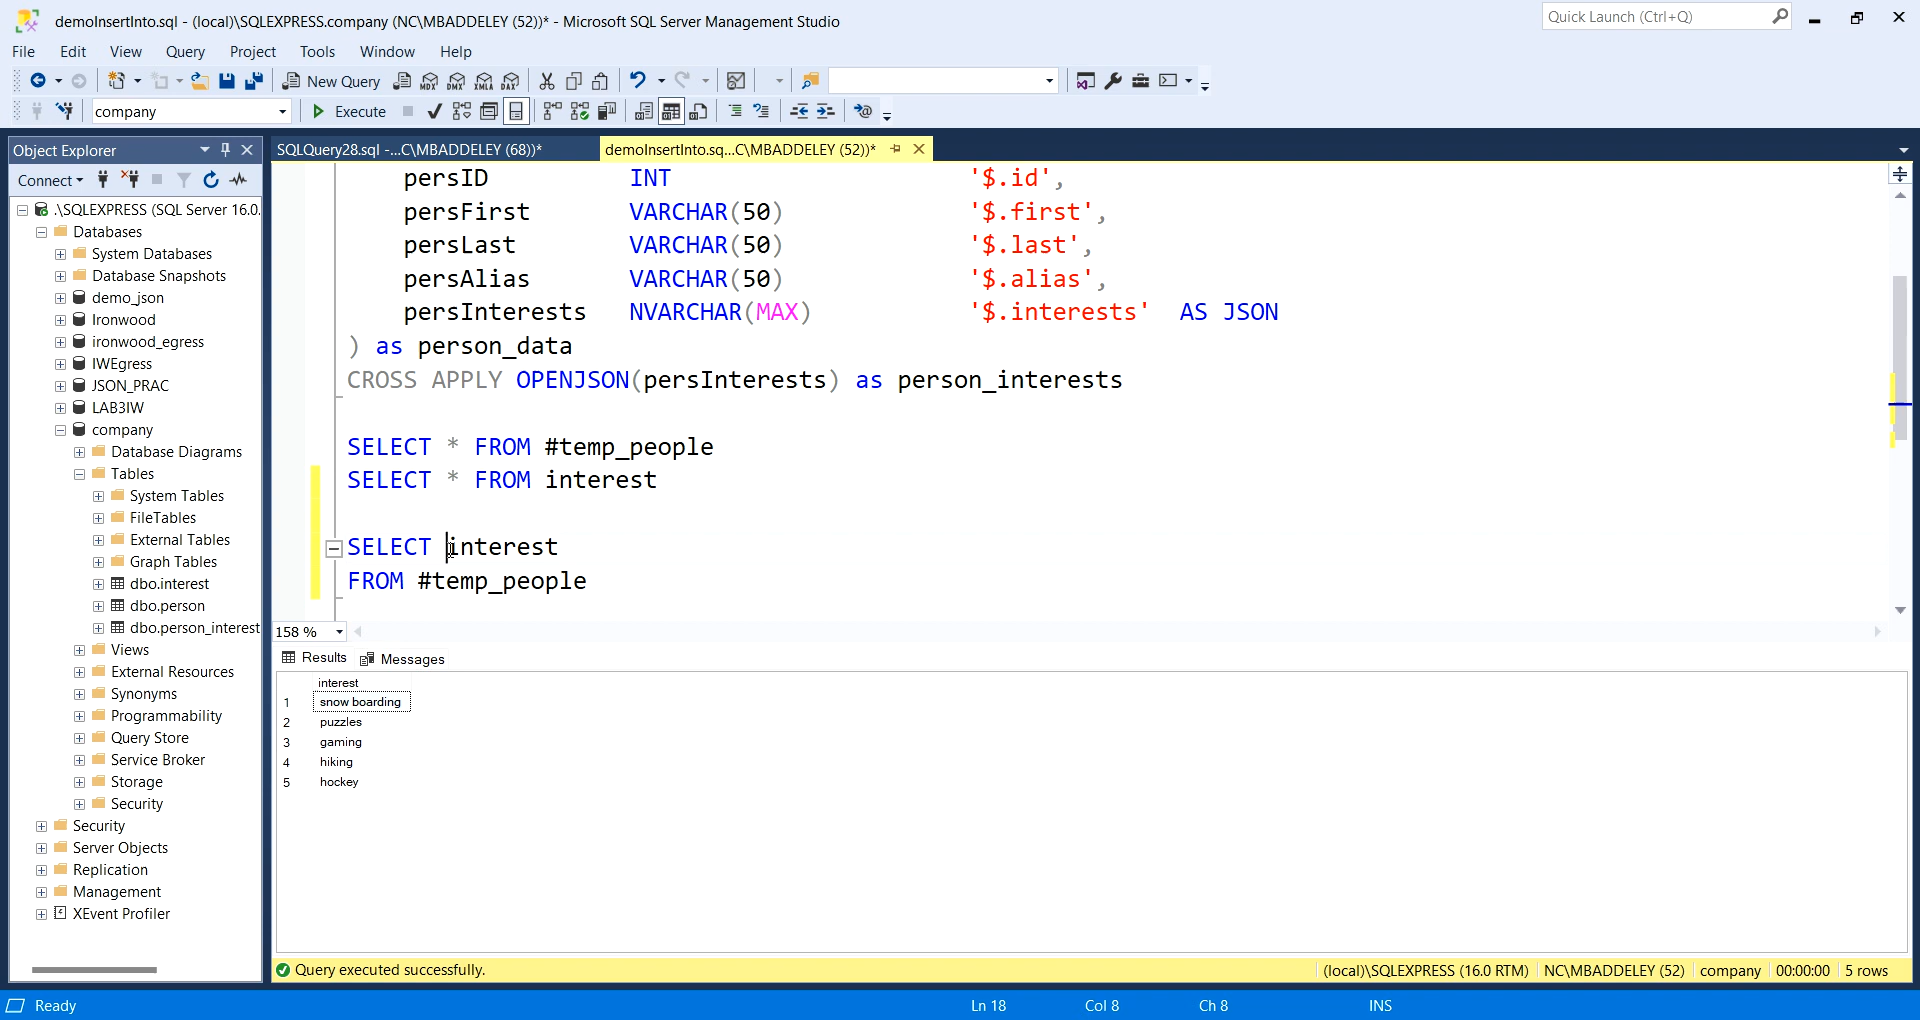 demoInsertInto.sql - (local)\SQLEXPRESS.company (NC\MBADDELEY (52))* - Microsoft SQL Server Management Studio
Quick Launch (Ctrl+Q)
File Edit View Query Project Tools Window Help
New Query MDX DMX XMLA DAX
company Execute
Object Explorer
SQLQuery28.sql -...C\MBADDELEY (68))*
demoInsertInto.sq...C\MBADDELEY (52))*
Connect
.\SQLEXPRESS (SQL Server 16.0.
Databases
System Databases
Database Snapshots
demo_json
Ironwood
ironwood_egress
IWEgress
JSON_PRAC
LAB3IW
company
Database Diagrams
Tables
System Tables
FileTables
External Tables
Graph Tables
dbo.interest
dbo.person
dbo.person_interest
Views
External Resources
Synonyms
Programmability
Query Store
Service Broker
Storage
Security
Security
Server Objects
Replication
Management
XEvent Profiler
persID INT '$.id',
persFirst VARCHAR(50) '$.first',
persLast VARCHAR(50) '$.last',
persAlias VARCHAR(50) '$.alias',
persInterests NVARCHAR(MAX) '$.interests' AS JSON
) as person_data
CROSS APPLY OPENJSON(persInterests) as person_interests
SELECT * FROM #temp_people
SELECT * FROM interest
SELECT interest
FROM #temp_people
158 %
Results Messages
interest
1 snow boarding
2 puzzles
3 gaming
4 hiking
5 hockey
Query executed successfully.
(local)\SQLEXPRESS (16.0 RTM) NC\MBADDELEY (52) company 00:00:00 5 rows
Ready Ln 18 Col 8 Ch 8 INS